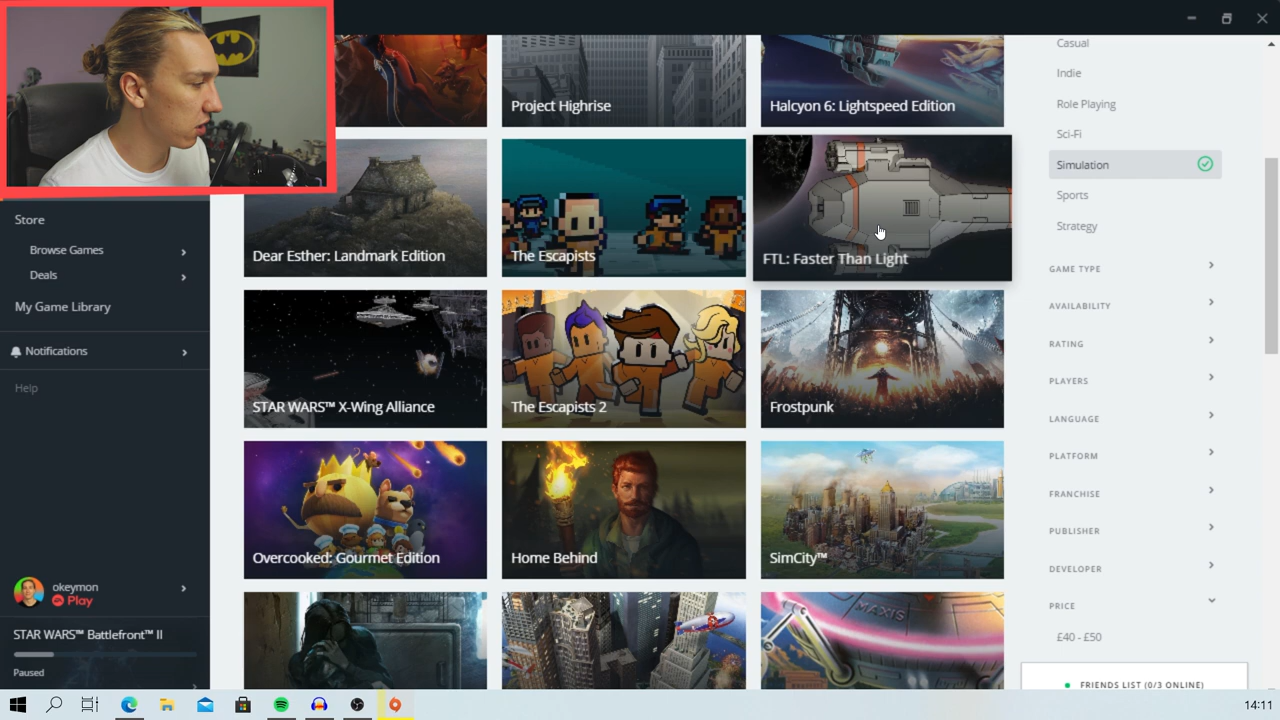 Project Highrise
Halcyon 6: Lightspeed Edition
Dear Esther: Landmark Edition
The Escapists
FTL: Faster Than Light
STAR WARS™ X-Wing Alliance
The Escapists 2
Frostpunk
Overcooked: Gourmet Edition
Home Behind
SimCity™
MAXIS
Store
Browse Games
Deals
My Game Library
Notifications
Help
okeymon
Play
STAR WARS™ Battlefront™ II
Paused
Casual
Indie
Role Playing
Sci-Fi
Simulation
Sports
Strategy
GAME TYPE
AVAILABILITY
RATING
PLAYERS
LANGUAGE
PLATFORM
FRANCHISE
PUBLISHER
DEVELOPER
PRICE
£40 - £50
FRIENDS LIST (0/3 ONLINE)
14:11